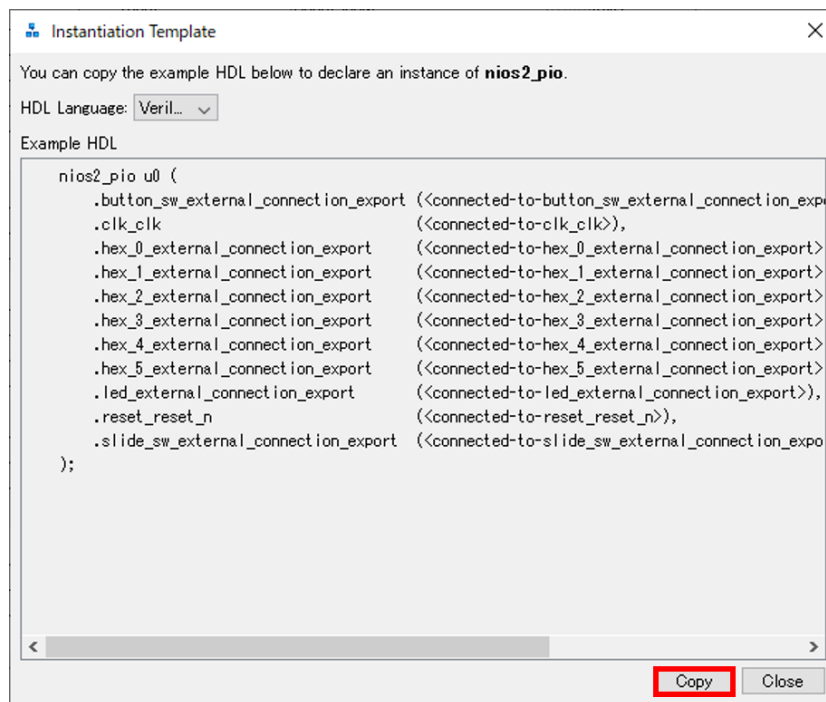 Instantiation Template
You can copy the example HDL below to declare an instance of nios2_pio.
HDL Language: Veril...
Example HDL
nios2_pio u0 (
.button_sw_external_connection_export (<connected-to-button_sw_external_connection_exp
.clk_clk (<connected-to-clk_clk>),
.hex_0_external_connection_export (<connected-to-hex_0_external_connection_export>
.hex_1_external_connection_export (<connected-to-hex_1_external_connection_export>
.hex_2_external_connection_export (<connected-to-hex_2_external_connection_export>
.hex_3_external_connection_export (<connected-to-hex_3_external_connection_export>
.hex_4_external_connection_export (<connected-to-hex_4_external_connection_export>
.hex_5_external_connection_export (<connected-to-hex_5_external_connection_export>
.led_external_connection_export (<connected-to-led_external_connection_export>),
.reset_reset_n (<connected-to-reset_reset_n>),
.slide_sw_external_connection_export (<connected-to-slide_sw_external_connection_expo
);
Copy Close